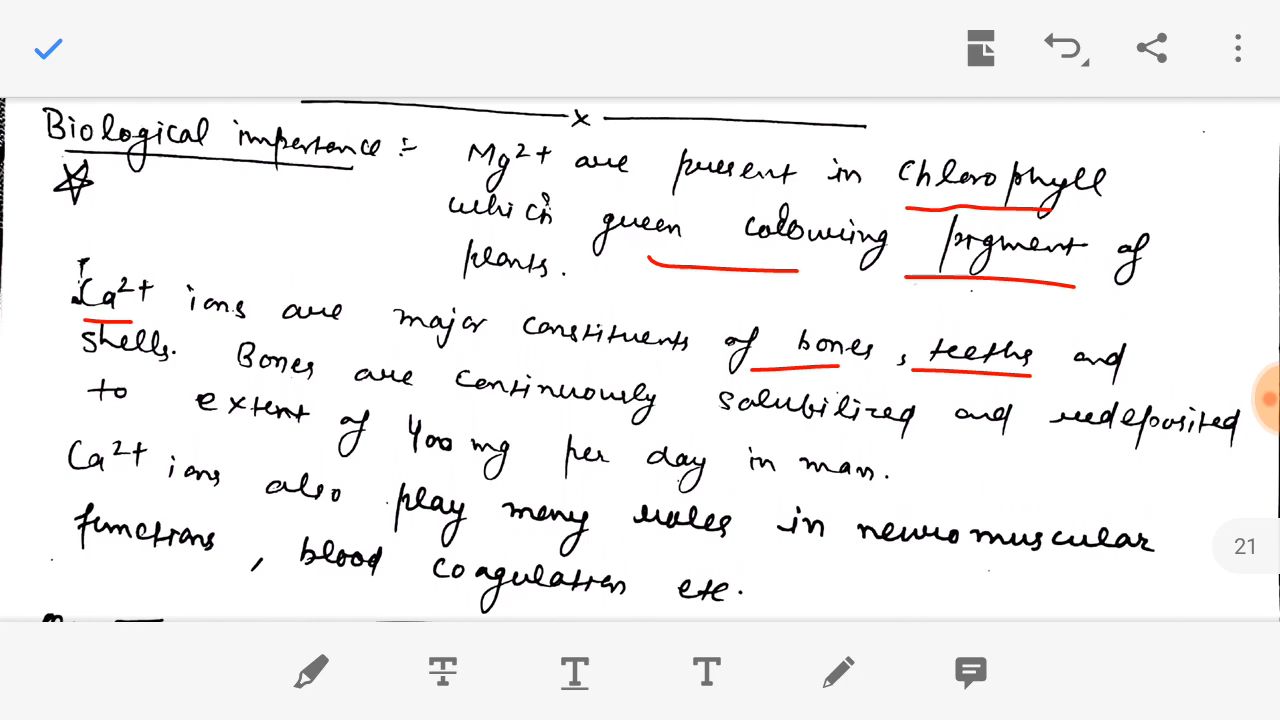 Biological importance :- Mg2+ are present in Chlorophyll
which green colowing pigment of
plants.
Ca2+ ions are major constituents of bones, teeths and
shells. Bones are continuously solubilized and redeposited
to extent of 400 mg per day in man.
Ca2+ ions also play many roles in neuromuscular
functions, blood coagulation etc.
21
T
T
T